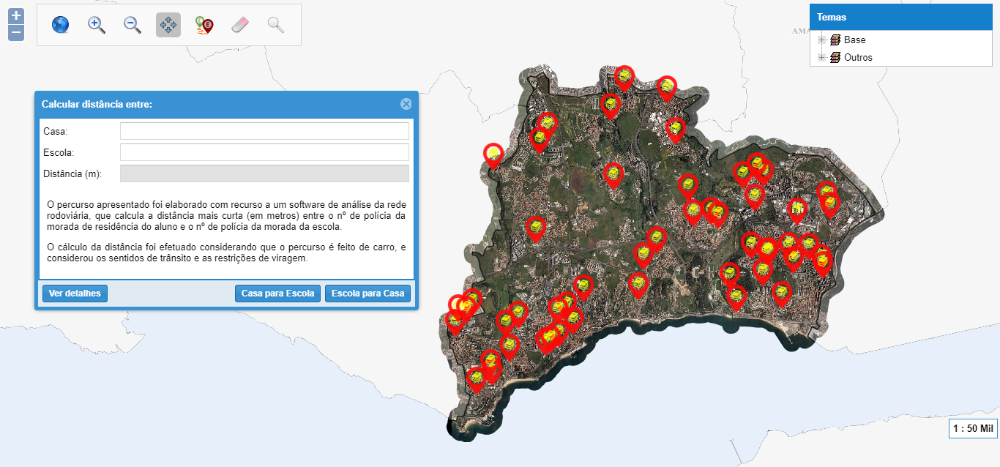 +
−
C
E
Temas
Base
Outros
Calcular distância entre:
Casa:
Escola:
Distância (m):
O percurso apresentado foi elaborado com recurso a um software de análise da rede
rodoviária, que calcula a distância mais curta (em metros) entre o nº de polícia da
morada de residência do aluno e o nº de polícia da morada da escola.
O cálculo da distância foi efetuado considerando que o percurso é feito de carro, e
considerou os sentidos de trânsito e as restrições de viragem.
Ver detalhes
Casa para Escola
Escola para Casa
1 : 50 Mil